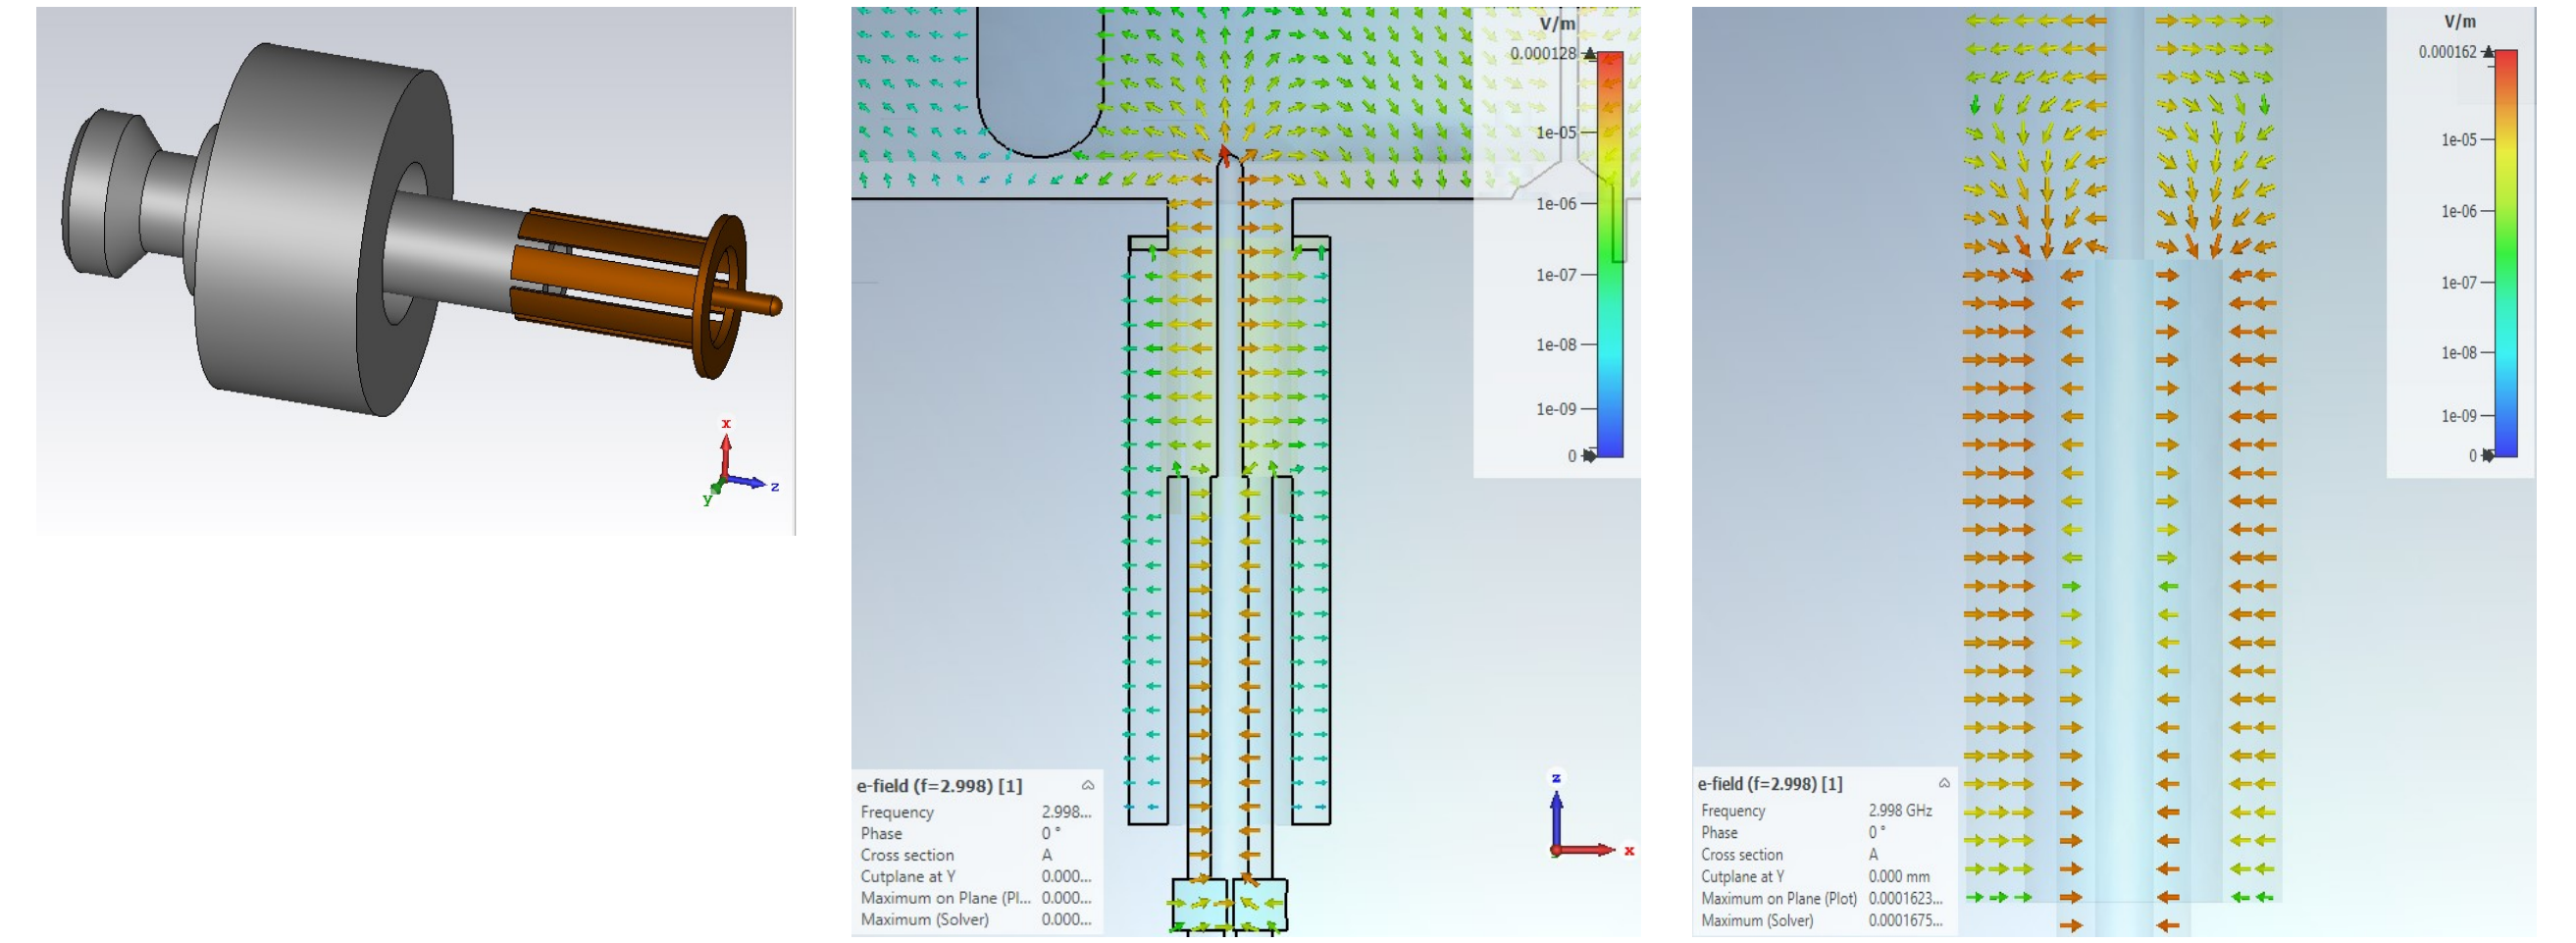 x
y
z
V/m
0.000128
1e-05
1e-06
1e-07
1e-08
1e-09
0
e-field (f=2.998) [1]
Frequency 2.998...
Phase 0 °
Cross section A
Cutplane at Y 0.000...
Maximum on Plane (Pl... 0.000...
Maximum (Solver) 0.000...
z
x
V/m
0.000162
1e-05
1e-06
1e-07
1e-08
1e-09
0
e-field (f=2.998) [1]
Frequency 2.998 GHz
Phase 0 °
Cross section A
Cutplane at Y 0.000 mm
Maximum on Plane (Plot) 0.0001623...
Maximum (Solver) 0.0001675...